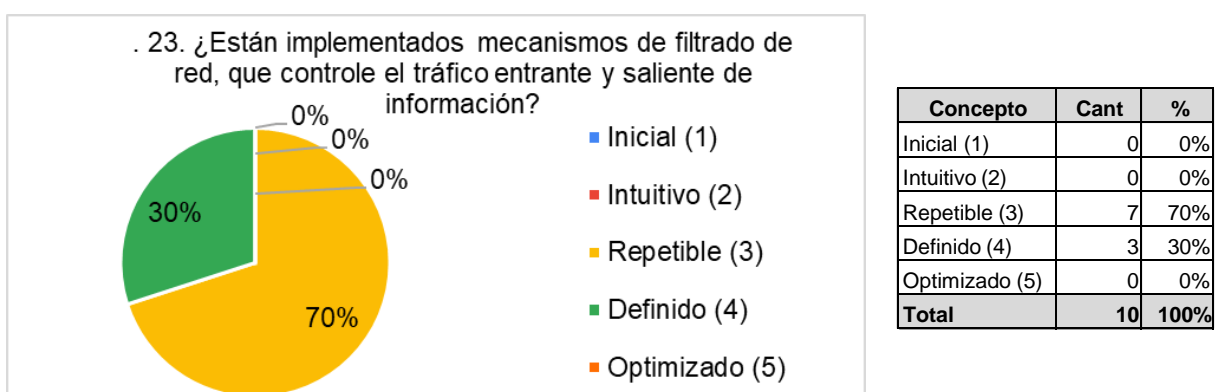 . 23. ¿Están implementados mecanismos de filtrado de
red, que controle el tráfico entrante y saliente de
información?
0%
0%
0%
30%
70%
Inicial (1)
Intuitivo (2)
Repetible (3)
Definido (4)
Optimizado (5)
Concepto Cant %
Inicial (1) 0 0%
Intuitivo (2) 0 0%
Repetible (3) 7 70%
Definido (4) 3 30%
Optimizado (5) 0 0%
Total 10 100%